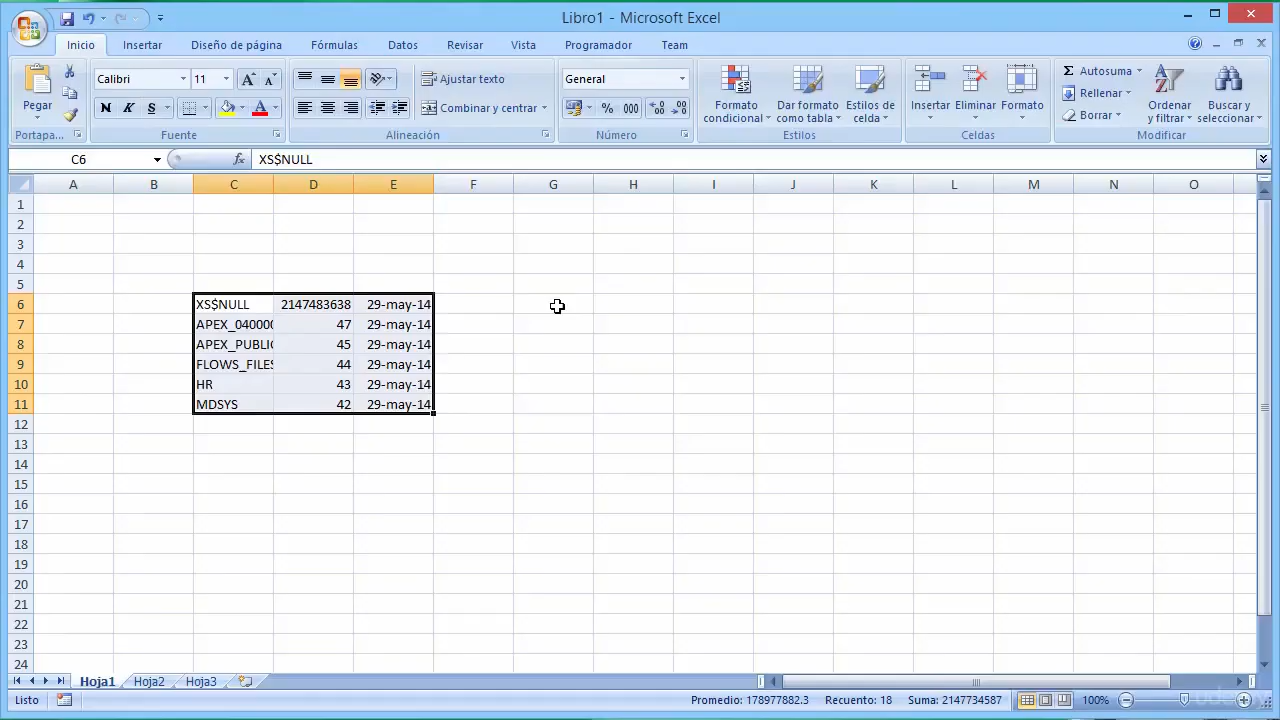 Libro1 - Microsoft Excel
Inicio Insertar Diseño de página Fórmulas Datos Revisar Vista Programador Team
Pegar
Calibri 11
N K S
Ajustar texto
Combinar y centrar
General
% 000
Formato condicional
Dar formato como tabla
Estilos de celda
Insertar Eliminar Formato
Autosuma
Rellenar
Borrar
Ordenar y filtrar
Buscar y seleccionar
Portapa... Fuente Alineación Número Estilos Celdas Modificar
C6 fx XS$NULL
A B C D E F G H I J K L M N O
1
2
3
4
5
6 XS$NULL 2147483638 29-may-14
7 APEX_040000 47 29-may-14
8 APEX_PUBLIC 45 29-may-14
9 FLOWS_FILES 44 29-may-14
10 HR 43 29-may-14
11 MDSYS 42 29-may-14
12
13
14
15
16
17
18
19
20
21
22
23
24
Hoja1 Hoja2 Hoja3
Listo Promedio: 178977882.3 Recuento: 18 Suma: 2147734587 100%
udemy